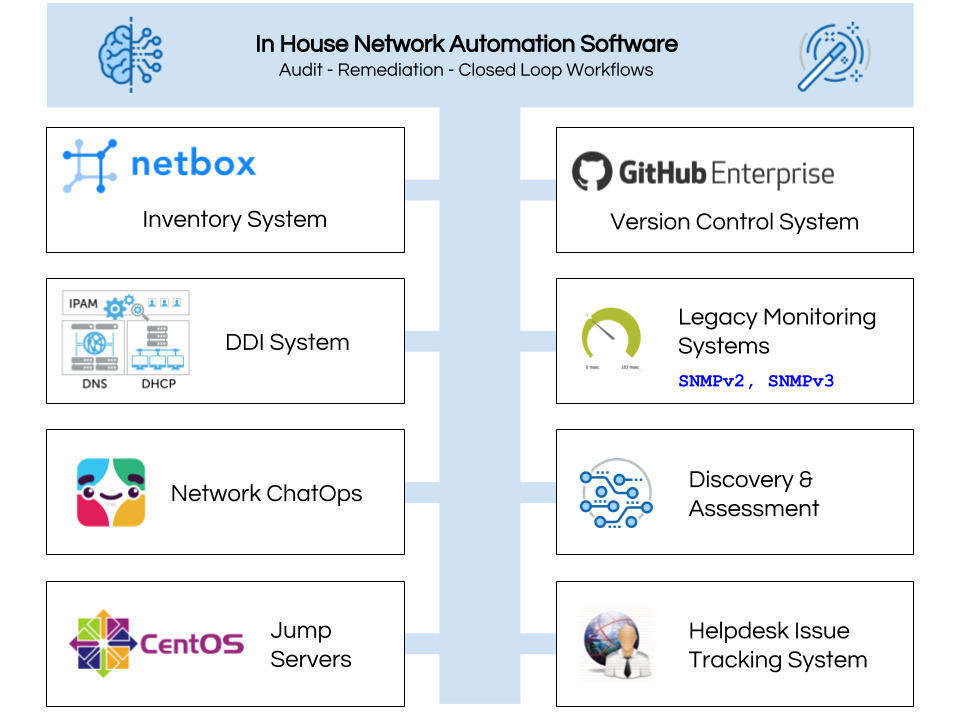 In House Network Automation Software
Audit - Remediation - Closed Loop Workflows
netbox
Inventory System
GitHub Enterprise
Version Control System
IPAM
DNS
DHCP
DDI System
Legacy Monitoring
Systems
SNMPv2, SNMPv3
Network ChatOps
Discovery &
Assessment
CentOS
Jump
Servers
Helpdesk Issue
Tracking System